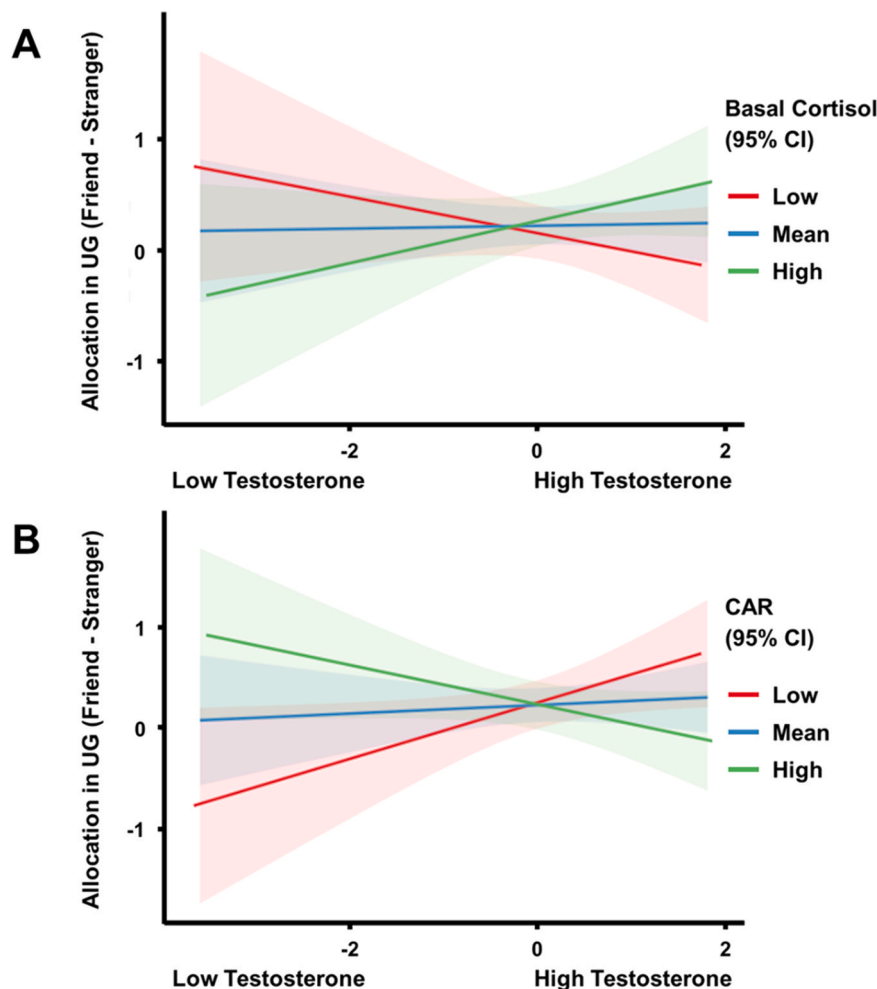 A
Allocation in UG (Friend - Stranger)
1
0
-1
-2
0
2
Low Testosterone
High Testosterone
Basal Cortisol
(95% CI)
Low
Mean
High
B
Allocation in UG (Friend - Stranger)
1
0
-1
-2
0
2
Low Testosterone
High Testosterone
CAR
(95% CI)
Low
Mean
High